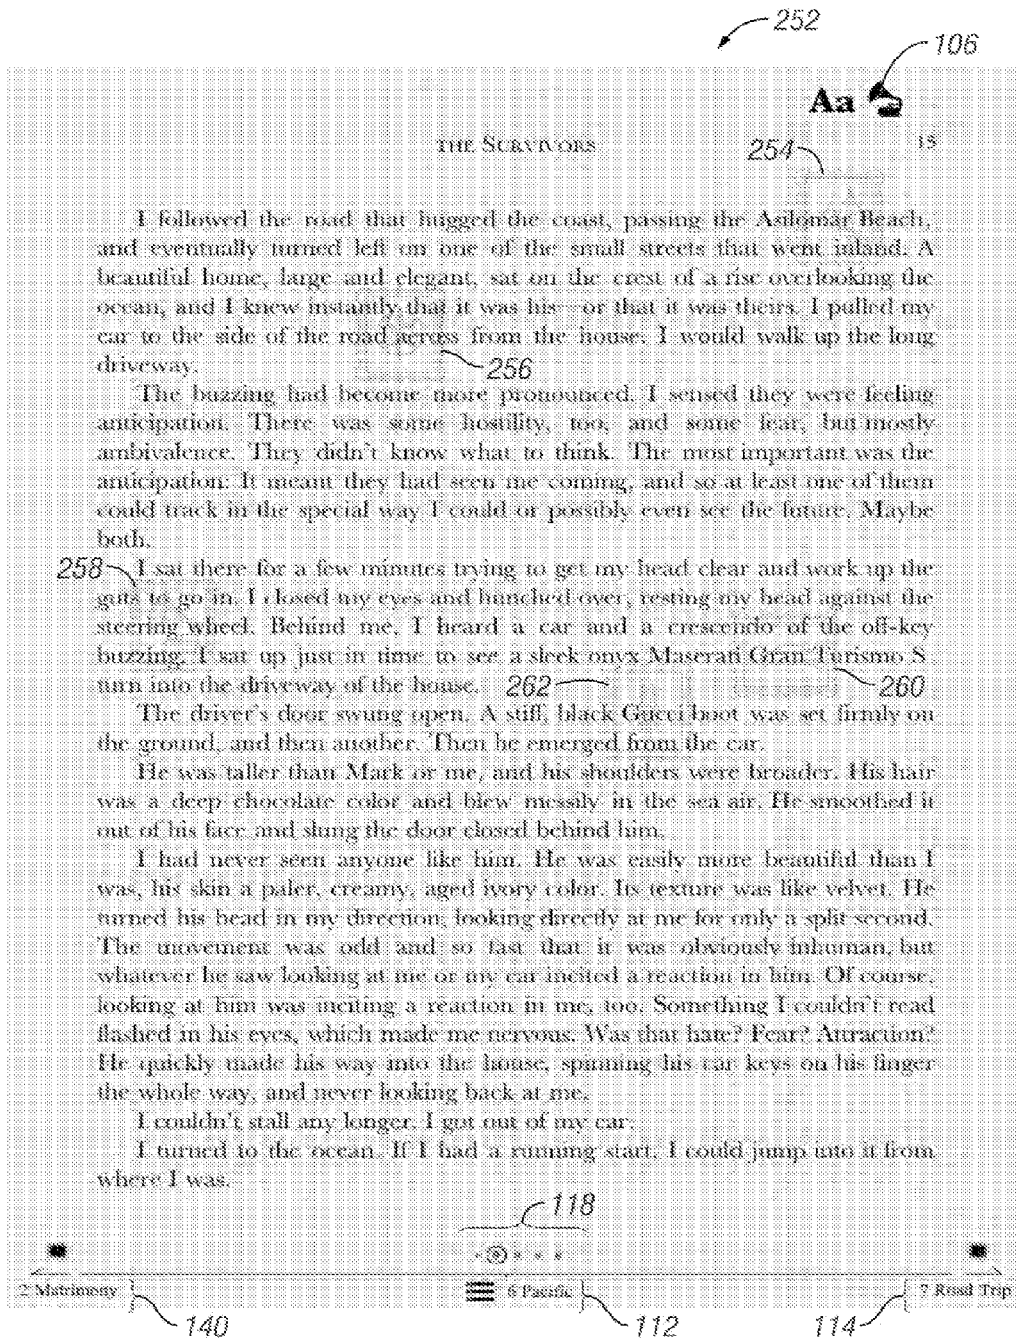 252
106
Aa
THE SURVIVORS
254
15
I followed the road that hugged the coast, passing the Asilomar Beach,
and eventually turned left on one of the small streets that went inland. A
beautiful home, large and elegant, sat on the crest of a rise overlooking the
ocean, and I knew instantly that it was his—or that it was theirs. I pulled my
car to the side of the road across from the house. I would walk up the long
driveway.
256
The buzzing had become more pronounced. I sensed they were feeling
anticipation. There was some hostility, too, and some fear, but mostly
ambivalence. They didn't know what to think. The most important was the
anticipation: It meant they had seen me coming, and so at least one of them
could track in the special way I could or possibly even see the future. Maybe
both.
258
I sat there for a few minutes trying to get my head clear and work up the
guts to go in. I closed my eyes and hunched over, resting my head against the
steering wheel. Behind me, I heard a car and a crescendo of the off-key
buzzing. I sat up just in time to see a sleek onyx Maserati Gran Turismo S
turn into the driveway of the house.
262
260
The driver's door swung open. A stiff, black Gucci boot was set firmly on
the ground, and then another. Then he emerged from the car.
He was taller than Mark or me, and his shoulders were broader. His hair
was a deep chocolate color and blew messily in the sea air. He smoothed it
out of his face and slung the door closed behind him.
I had never seen anyone like him. He was easily more beautiful than I
was, his skin a paler, creamy, aged ivory color. Its texture was like velvet. He
turned his head in my direction, looking directly at me for only a split second.
The movement was odd and so fast that it was obviously inhuman, but
whatever he saw looking at me or my car incited a reaction in him. Of course,
looking at him was inciting a reaction in me, too. Something I couldn't read
flashed in his eyes, which made me nervous. Was that hate? Fear? Attraction?
He quickly made his way into the house, spinning his car keys on his finger
the whole way, and never looking back at me.
I couldn't stall any longer. I got out of my car.
I turned to the ocean. If I had a running start, I could jump into it from
where I was.
118
2 Matrimony
6 Pacific
7 Road Trip
140
112
114